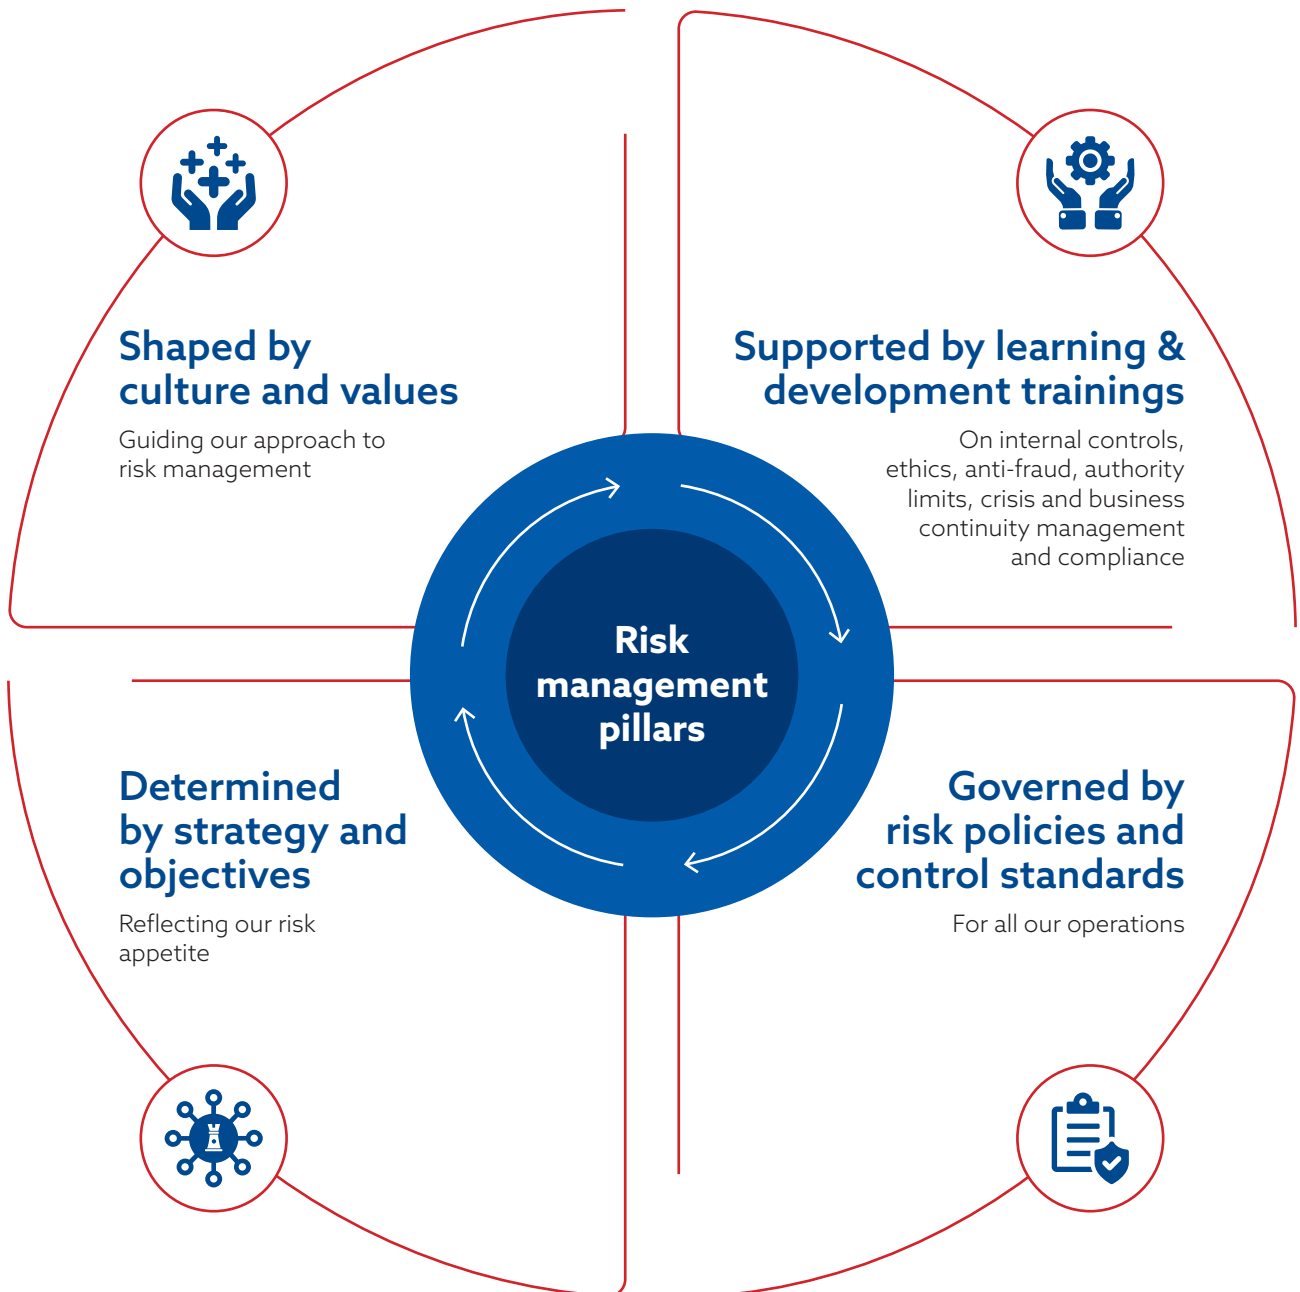 Shaped by
culture and values
Guiding our approach to
risk management
Supported by learning &
development trainings
On internal controls,
ethics, anti-fraud, authority
limits, crisis and business
continuity management
and compliance
Risk
management
pillars
Determined
by strategy and
objectives
Reflecting our risk
appetite
Governed by
risk policies and
control standards
For all our operations